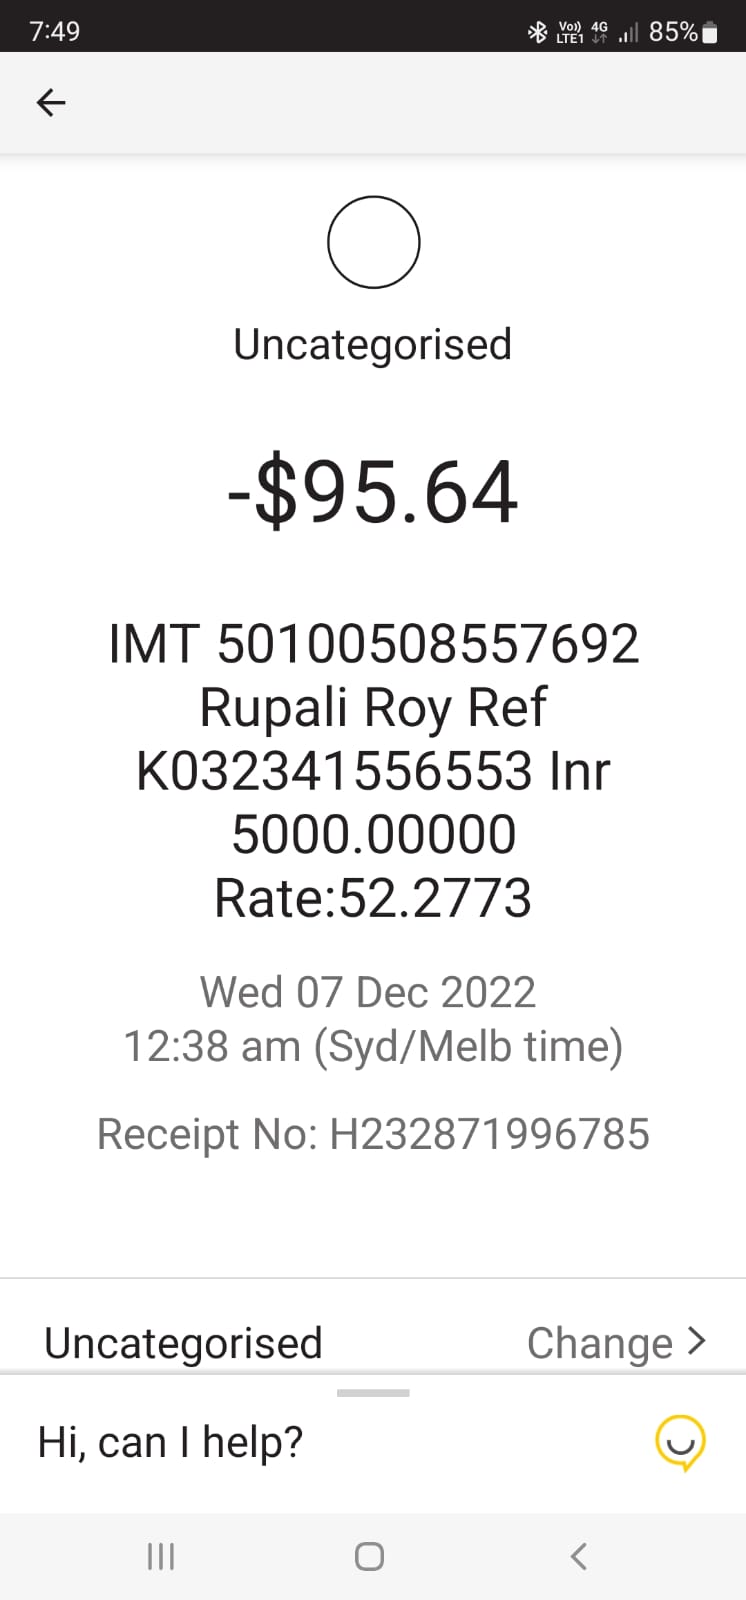 7:49 Vo)) LTE1 4G 85%
Uncategorised
-$95.64
IMT 50100508557692
Rupali Roy Ref
K032341556553 Inr
5000.00000
Rate:52.2773
Wed 07 Dec 2022
12:38 am (Syd/Melb time)
Receipt No: H232871996785
Uncategorised Change
Hi, can I help?